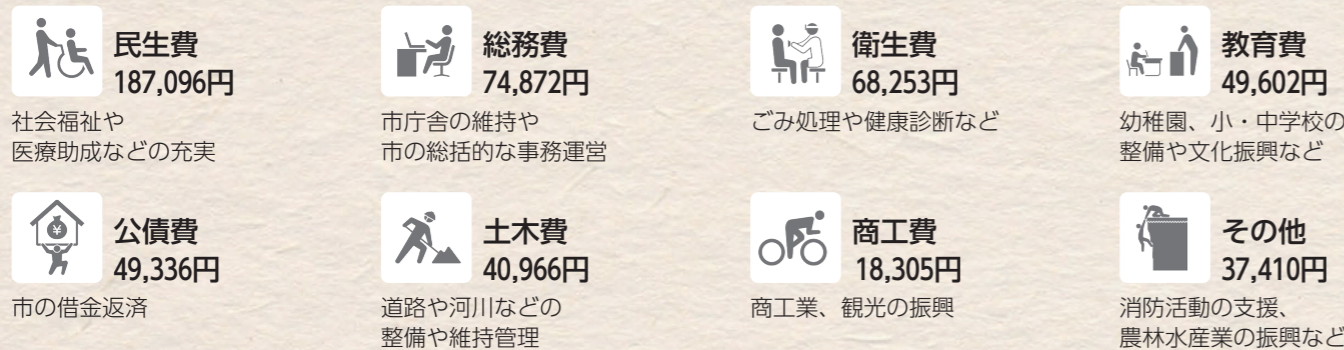 民生費
187,096円
社会福祉や
医療助成などの充実
総務費
74,872円
市庁舎の維持や
市の総括的な事務運営
衛生費
68,253円
ごみ処理や健康診断など
教育費
49,602円
幼稚園、小・中学校の
整備や文化振興など
公債費
49,336円
¥
市の借金返済
土木費
40,966円
道路や河川などの
整備や維持管理
商工費
18,305円
商工業、観光の振興
その他
37,410円
消防活動の支援、
農林水産業の振興など